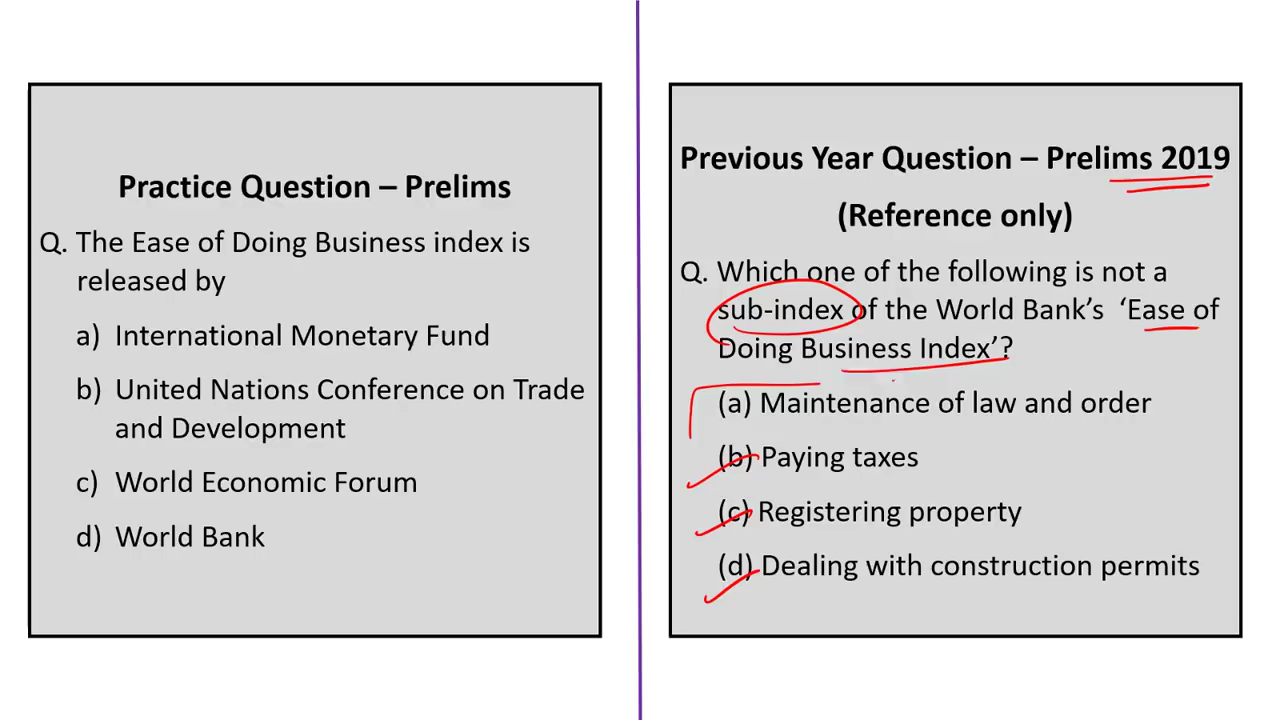 Practice Question – Prelims
Q. The Ease of Doing Business index is
released by
a) International Monetary Fund
b) United Nations Conference on Trade
and Development
c) World Economic Forum
d) World Bank
Previous Year Question – Prelims 2019
(Reference only)
Q. Which one of the following is not a
sub-index of the World Bank's ‘Ease of
Doing Business Index’?
(a) Maintenance of law and order
(b) Paying taxes
(c) Registering property
(d) Dealing with construction permits